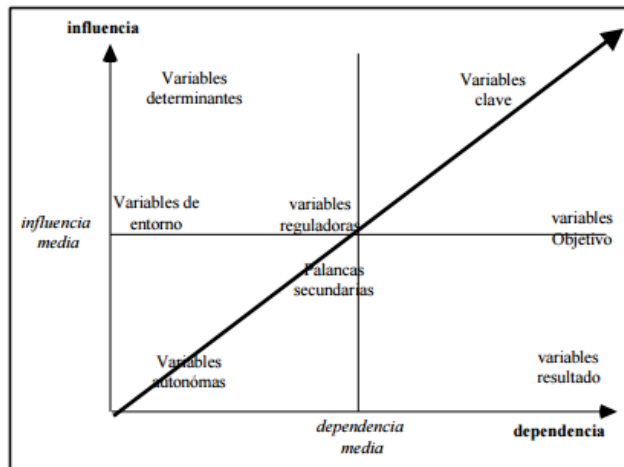 influencia
Variables
determinantes
Variables
clave
Variables de
entorno
variables
reguladoras
influencia
media
variables
Objetivo
Palancas
secundarias
Variables
autonómas
variables
resultado
dependencia
media
dependencia